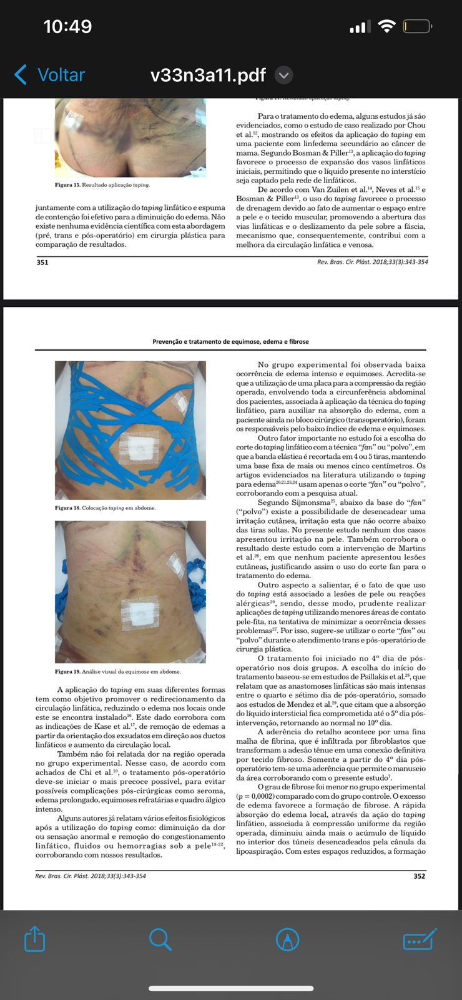 10:49
Voltar
v33n3a11.pdf
Para o tratamento do edema, alguns estudos já são
evidenciados, como o estudo de caso realizado por Chou
et al.¹², mostrando os efeitos da aplicação do taping em
uma paciente com linfedema secundário ao câncer de
mama. Segundo Bosman & Piller¹³, a aplicação do taping
favorece o processo de expansão dos vasos linfáticos
iniciais, permitindo que o líquido presente no interstício
seja captado pela rede de linfáticos.
De acordo com Van Zuilen et al.¹⁴, Neves et al.¹⁵ e
Bosman & Piller¹³, o uso do taping favorece o processo
de drenagem devido ao fato de aumentar o espaço entre
a pele e o tecido muscular, promovendo a abertura das
vias linfáticas e o deslizamento da pele sobre a fáscia,
mecanismo que, consequentemente, contribui com a
melhora da circulação linfática e venosa.
Figura 15. Resultado aplicação taping.
juntamente com a utilização do taping linfático e espuma
de contenção foi efetivo para a diminuição do edema. Não
existe nenhuma evidência científica com esta abordagem
(pré, trans e pós-operatório) em cirurgia plástica para
comparação de resultados.
351
Rev. Bras. Cir. Plást. 2018;33(3):343-354
Prevenção e tratamento de equimose, edema e fibrose
Figura 18. Colocação taping em abdome.
Figura 19. Análise visual da equimose em abdome.
A aplicação do taping em suas diferentes formas
tem como objetivo promover o redirecionamento da
circulação linfática, reduzindo o edema nos locais onde
este se encontra instalado¹⁶. Este dado corrobora com
as indicações de Kase et al.¹⁷, de remoção de edemas a
partir da orientação dos exsudatos em direção aos ductos
linfáticos e aumento da circulação local.
Também não foi relatada dor na região operada
no grupo experimental. Nesse caso, de acordo com
achados de Chi et al.¹⁰, o tratamento pós-operatório
deve-se iniciar o mais precoce possível, para evitar
possíveis complicações pós-cirúrgicas como seroma,
edema prolongado, equimoses refratárias e quadro álgico
intenso.
Alguns autores já relatam vários efeitos fisiológicos
após a utilização do taping como: diminuição da dor
ou sensação anormal e remoção do congestionamento
linfático, fluidos ou hemorragias sob a pele¹⁸⁻²²,
corroborando com nossos resultados.
No grupo experimental foi observada baixa
ocorrência de edema intenso e equimoses. Acredita-se
que a utilização de uma placa para a compressão da região
operada, envolvendo toda a circunferência abdominal
dos pacientes, associada à aplicação da técnica do taping
linfático, para auxiliar na absorção do edema, com a
paciente ainda no bloco cirúrgico (transoperatório), foram
os responsáveis pelo baixo índice de edema e equimoses.
Outro fator importante no estudo foi a escolha do
corte do taping linfático com a técnica “fan” ou “polvo”, em
que a banda elástica é recortada em 4 ou 5 tiras, mantendo
uma base fixa de mais ou menos cinco centímetros. Os
artigos evidenciados na literatura utilizando o taping
para edema²⁰,²¹,²³,²⁴ usam apenas o corte “fan” ou “polvo”,
corroborando com a pesquisa atual.
Segundo Sijmonsma²⁵, abaixo da base do “fan”
(“polvo”) existe a possibilidade de desencadear uma
irritação cutânea, irritação esta que não ocorre abaixo
das tiras soltas. No presente estudo nenhum dos casos
apresentou irritação na pele. Também corrobora o
resultado deste estudo com a intervenção de Martins
et al.²⁶, em que nenhum paciente apresentou lesões
cutâneas, justificando assim o uso do corte fan para o
tratamento do edema.
Outro aspecto a salientar, é o fato de que uso
do taping está associado a lesões de pele ou reações
alérgicas²⁰, sendo, desse modo, prudente realizar
aplicações de taping utilizando menores áreas de contato
pele-fita, na tentativa de minimizar a ocorrência desses
problemas²⁷. Por isso, sugere-se utilizar o corte “fan” ou
“polvo” durante o atendimento trans e pós-operatório de
cirurgia plástica.
O tratamento foi iniciado no 4º dia de pós-
operatório nos dois grupos. A escolha do início do
tratamento baseou-se em estudos de Psillakis et al.²⁸, que
relatam que as anastomoses linfáticas são mais intensas
entre o quarto e sétimo dia de pós-operatório, somado
aos estudos de Mendez et al.²⁹, que citam que a absorção
do líquido intersticial fica comprometida até o 5º dia pós-
intervenção, retornando ao normal no 10º dia.
A aderência do retalho acontece por uma fina
malha de fibrina, que é infiltrada por fibroblastos que
transformam a adesão tênue em uma conexão definitiva
por tecido fibroso. Somente a partir do 4º dia pós-
operatório tem-se uma aderência que permite o manuseio
da área corroborando com o presente estudo⁷.
O grau de fibrose foi menor no grupo experimental
(p = 0,0002) comparado com do grupo controle. O excesso
de edema favorece a formação de fibrose. A rápida
absorção do edema local, através da ação do taping
linfático, associada à compressão uniforme da região
operada, diminuiu ainda mais o acúmulo de líquido
no interior dos túneis desencadeados pela cânula da
lipoaspiração. Com estes espaços reduzidos, a formação
Rev. Bras. Cir. Plást. 2018;33(3):343-354
352